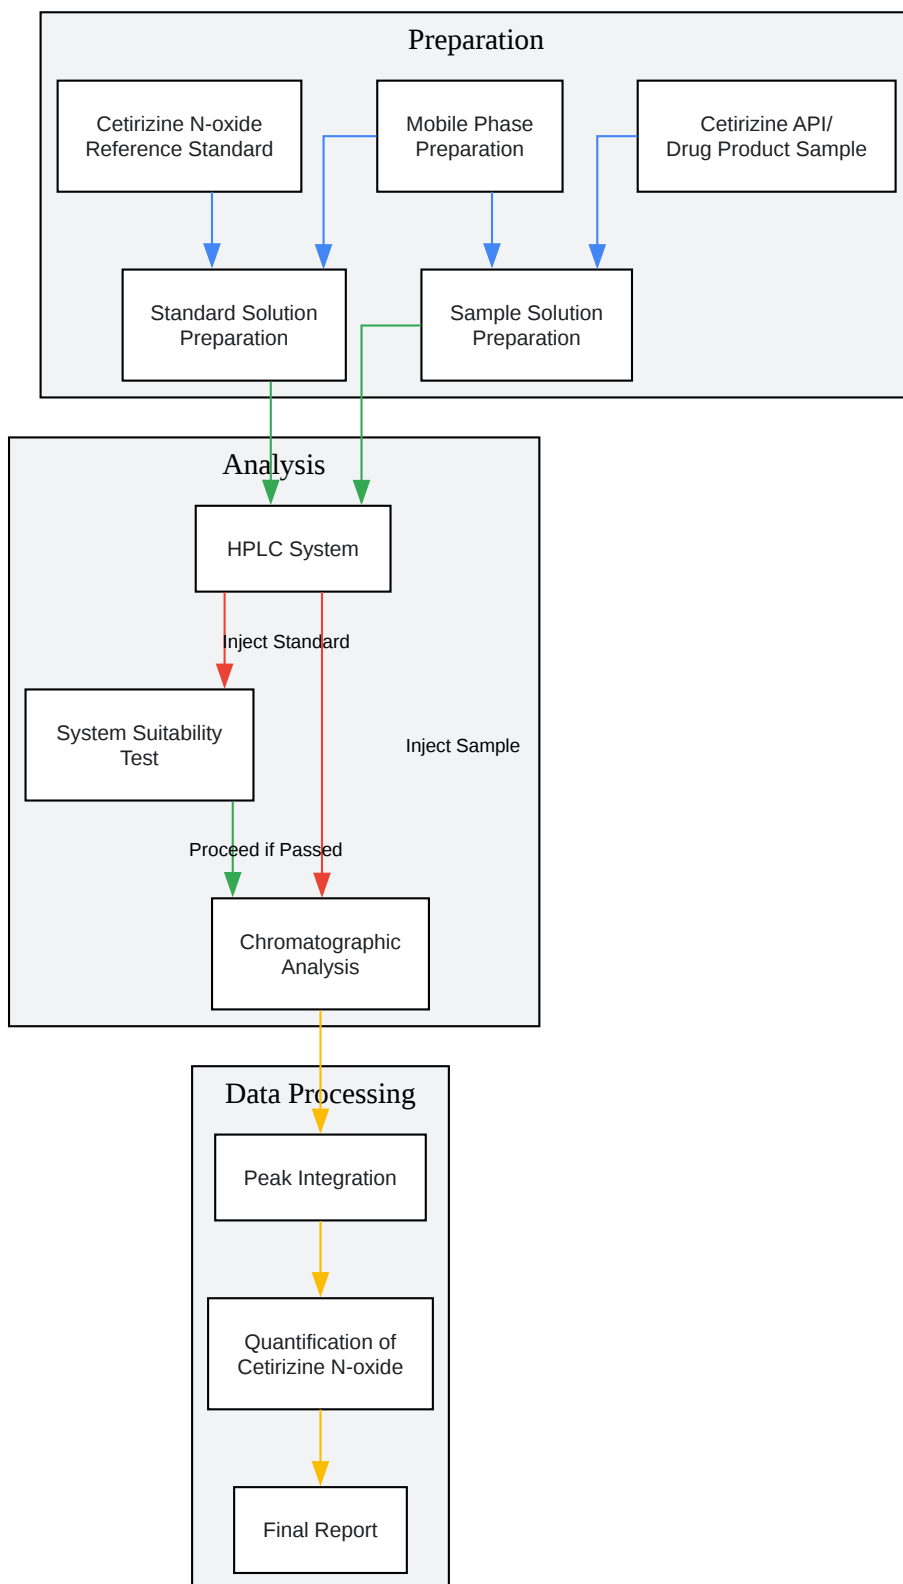 Preparation
Cetirizine N-oxide
Reference Standard
Mobile Phase
Preparation
Cetirizine API/
Drug Product Sample
Standard Solution
Preparation
Sample Solution
Preparation
Analysis
HPLC System
Inject Standard
System Suitability
Test
Inject Sample
Proceed if Passed
Chromatographic
Analysis
Data Processing
Peak Integration
Quantification of
Cetirizine N-oxide
Final Report